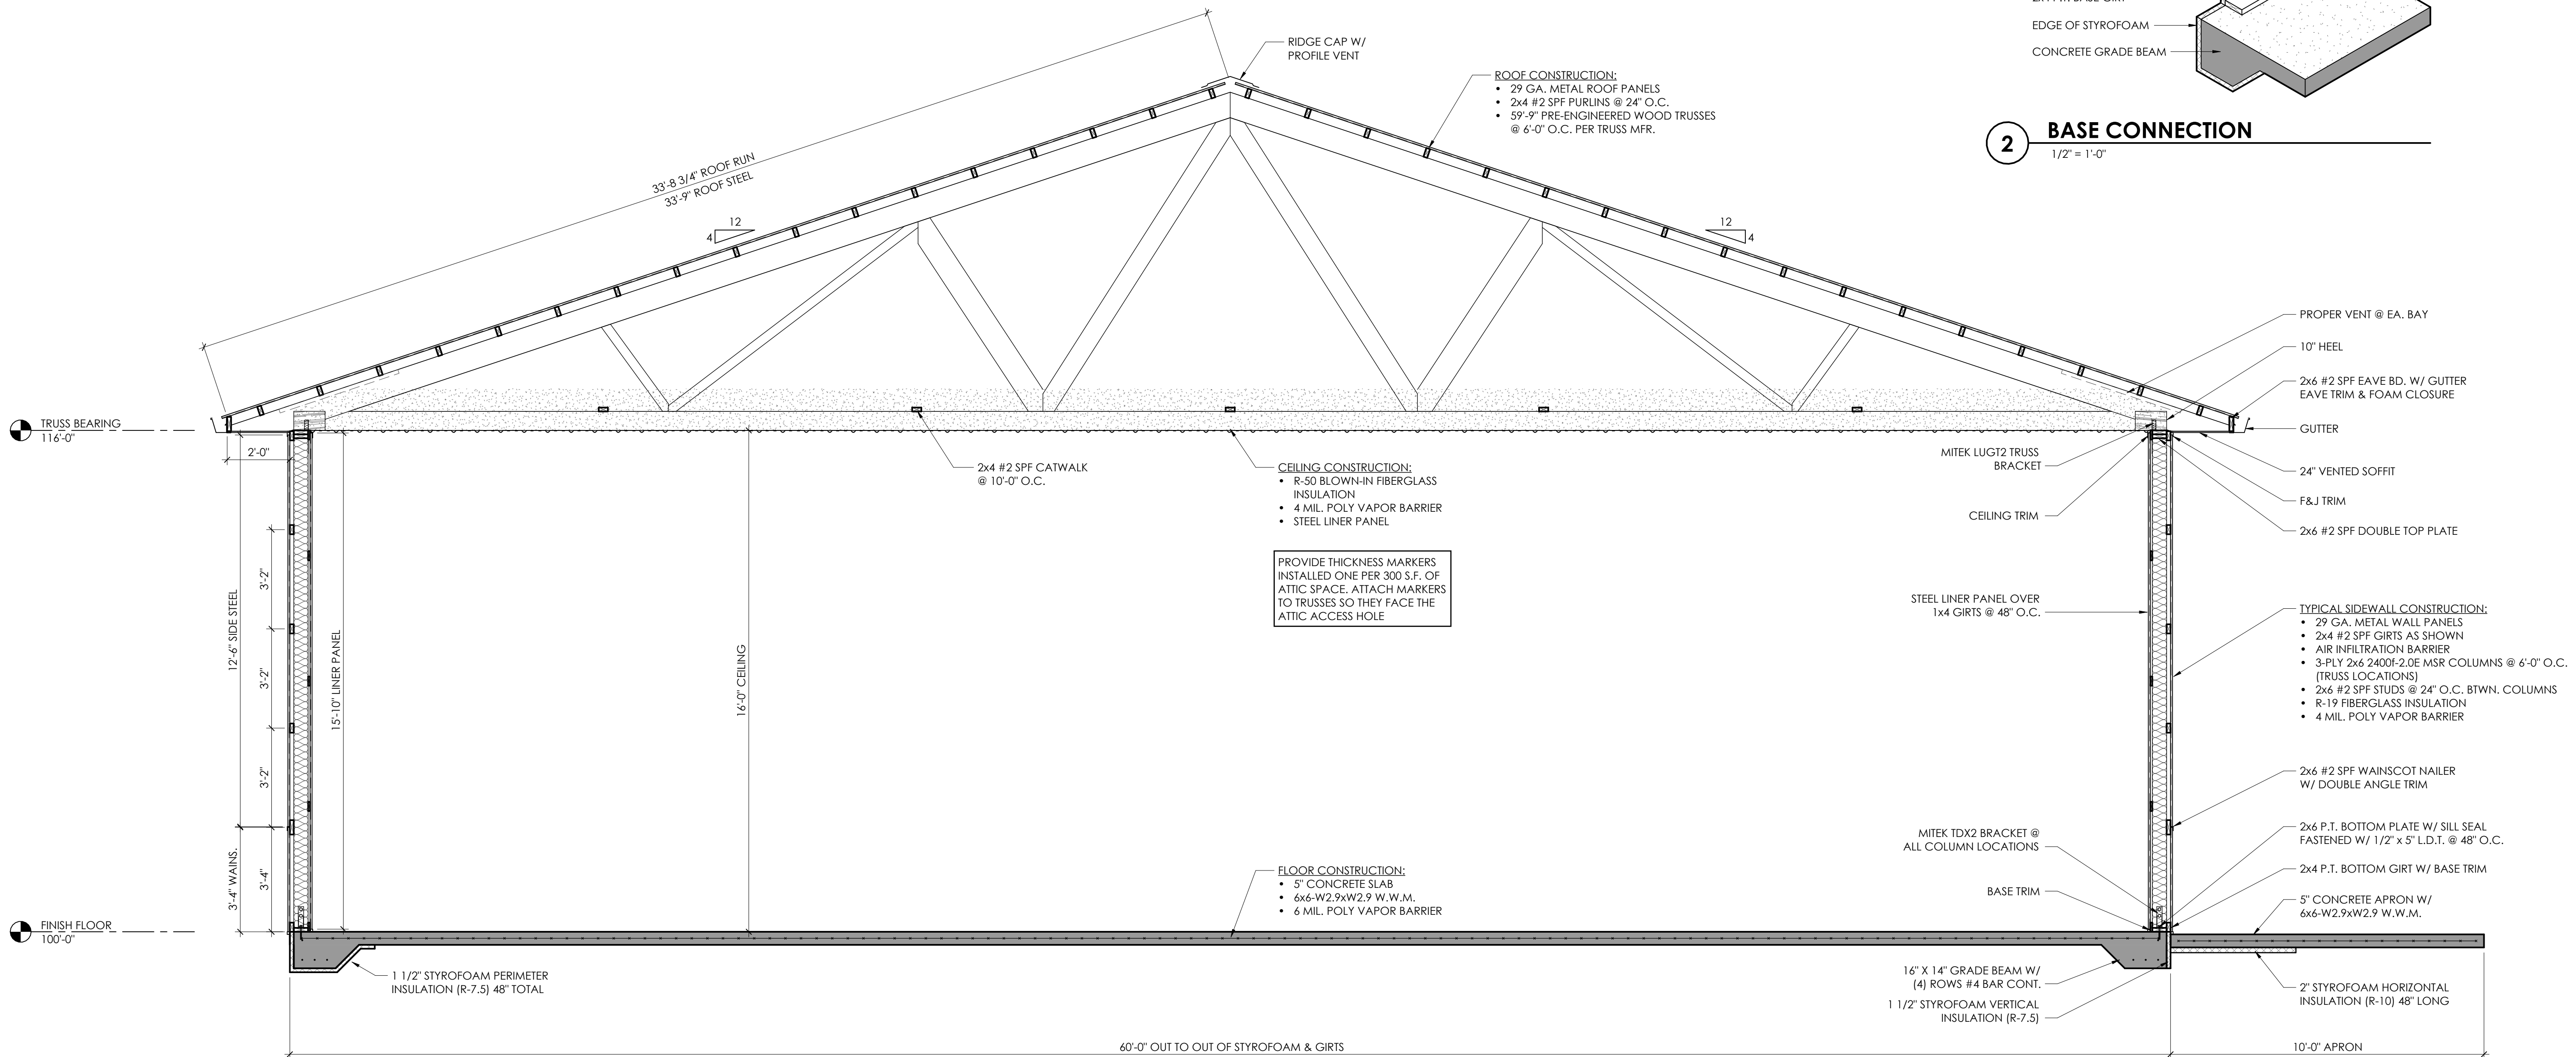 EDGE OF STYROFOAM
CONCRETE GRADE BEAM
2
BASE CONNECTION
1/2" = 1'-0"
RIDGE CAP W/
PROFILE VENT
ROOF CONSTRUCTION:
• 29 GA. METAL ROOF PANELS
• 2x4 #2 SPF PURLINS @ 24" O.C.
• 59'-9" PRE-ENGINEERED WOOD TRUSSES
@ 6'-0" O.C. PER TRUSS MFR.
33'-8 3/4" ROOF RUN
33'-9" ROOF STEEL
12
4
12
4
PROPER VENT @ EA. BAY
10" HEEL
2x6 #2 SPF EAVE BD. W/ GUTTER
EAVE TRIM & FOAM CLOSURE
GUTTER
24" VENTED SOFFIT
F&J TRIM
2x6 #2 SPF DOUBLE TOP PLATE
TRUSS BEARING
116'-0"
2'-0"
2x4 #2 SPF CATWALK
@ 10'-0" O.C.
CEILING CONSTRUCTION:
• R-50 BLOWN-IN FIBERGLASS
INSULATION
• 4 MIL. POLY VAPOR BARRIER
• STEEL LINER PANEL
MITEK LUGT2 TRUSS
BRACKET
CEILING TRIM
PROVIDE THICKNESS MARKERS
INSTALLED ONE PER 300 S.F. OF
ATTIC SPACE. ATTACH MARKERS
TO TRUSSES SO THEY FACE THE
ATTIC ACCESS HOLE
STEEL LINER PANEL OVER
1x4 GIRTS @ 48" O.C.
TYPICAL SIDEWALL CONSTRUCTION:
• 29 GA. METAL WALL PANELS
• 2x4 #2 SPF GIRTS AS SHOWN
• AIR INFILTRATION BARRIER
• 3-PLY 2x6 2400f-2.0E MSR COLUMNS @ 6'-0" O.C.
(TRUSS LOCATIONS)
• 2x6 #2 SPF STUDS @ 24" O.C. BTWN. COLUMNS
• R-19 FIBERGLASS INSULATION
• 4 MIL. POLY VAPOR BARRIER
12'-6" SIDE STEEL
3'-2"
3'-2"
3'-2"
15'-10" LINER PANEL
16'-0" CEILING
3'-4" WAINS.
3'-4"
2x6 #2 SPF WAINSCOT NAILER
W/ DOUBLE ANGLE TRIM
MITEK TDX2 BRACKET @
ALL COLUMN LOCATIONS
2x6 P.T. BOTTOM PLATE W/ SILL SEAL
FASTENED W/ 1/2" x 5" L.D.T. @ 48" O.C.
2x4 P.T. BOTTOM GIRT W/ BASE TRIM
BASE TRIM
5" CONCRETE APRON W/
6x6-W2.9xW2.9 W.W.M.
FLOOR CONSTRUCTION:
• 5" CONCRETE SLAB
• 6x6-W2.9xW2.9 W.W.M.
• 6 MIL. POLY VAPOR BARRIER
FINISH FLOOR
100'-0"
1 1/2" STYROFOAM PERIMETER
INSULATION (R-7.5) 48" TOTAL
16" X 14" GRADE BEAM W/
(4) ROWS #4 BAR CONT.
1 1/2" STYROFOAM VERTICAL
INSULATION (R-7.5)
2" STYROFOAM HORIZONTAL
INSULATION (R-10) 48" LONG
60'-0" OUT TO OUT OF STYROFOAM & GIRTS
10'-0" APRON